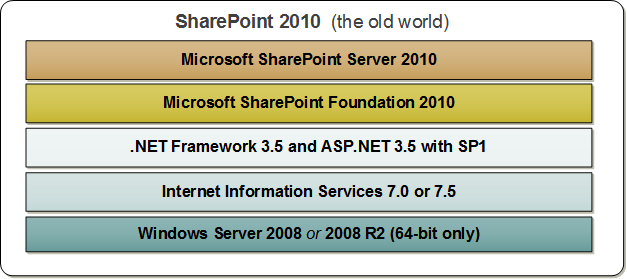 SharePoint 2010 (the old world)
Microsoft SharePoint Server 2010
Microsoft SharePoint Foundation 2010
.NET Framework 3.5 and ASP.NET 3.5 with SP1
Internet Information Services 7.0 or 7.5
Windows Server 2008 or 2008 R2 (64-bit only)